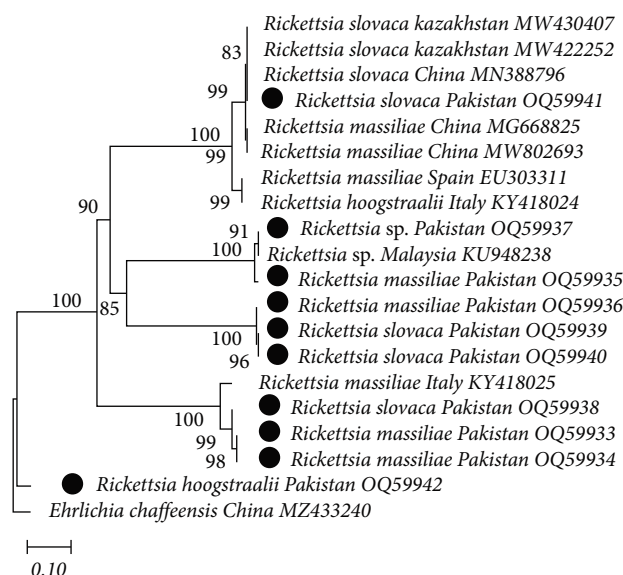 Rickettsia slovaca kazakhstan MW430407
83
Rickettsia slovaca kazakhstan MW422252
Rickettsia slovaca China MN388796
99
Rickettsia slovaca Pakistan OQ59941
100
Rickettsia massiliae China MG668825
99
Rickettsia massiliae China MW802693
Rickettsia massiliae Spain EU303311
99
Rickettsia hoogstraalii Italy KY418024
90
91
Rickettsia sp. Pakistan OQ59937
100
Rickettsia sp. Malaysia KU948238
Rickettsia massiliae Pakistan OQ59935
100
85
Rickettsia massiliae Pakistan OQ59936
Rickettsia slovaca Pakistan OQ59939
100
Rickettsia slovaca Pakistan OQ59940
96
Rickettsia massiliae Italy KY418025
100
Rickettsia slovaca Pakistan OQ59938
99
Rickettsia massiliae Pakistan OQ59933
98
Rickettsia massiliae Pakistan OQ59934
Rickettsia hoogstraalii Pakistan OQ59942
Ehrlichia chaffeensis China MZ433240
0.10